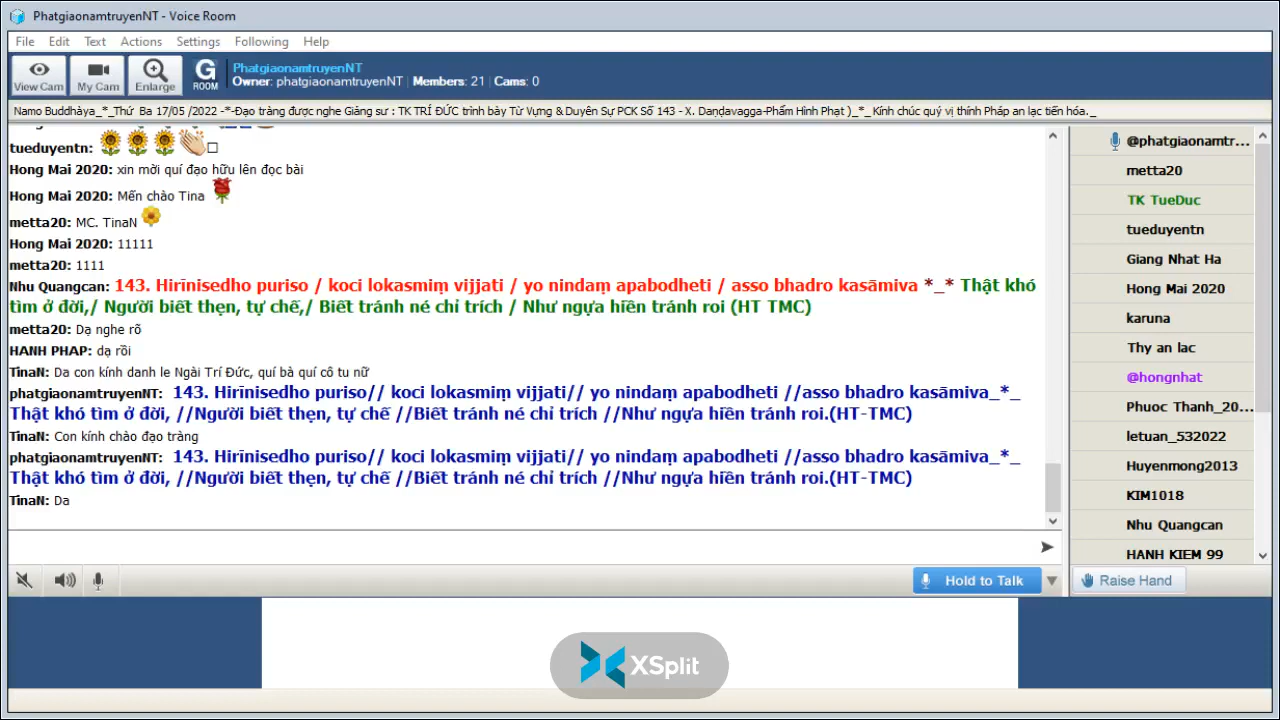 PhatgiaonamtruyenNT - Voice Room
File Edit Text Actions Settings Following Help
View Cam
My Cam
Enlarge
G
ROOM
PhatgiaonamtruyenNT
Owner: phatgiaonamtruyenNT Members: 21 Cams: 0
Namo Buddhàya_*_Thứ Ba 17/05 /2022 -*-Đạo tràng được nghe Giảng sư : TK TRÍ ĐỨC trình bày Từ Vựng & Duyên Sự PCK Số 143 - X. Daṇḍavagga-Phẩm Hình Phạt )_*_Kính chúc quý vị thính Pháp an lạc tiến hóa._
tueduyentn:
Hong Mai 2020: xin mời quí đạo hữu lên đọc bài
Hong Mai 2020: Mến chào Tina
metta20: MC. TinaN
Hong Mai 2020: 11111
metta20: 1111
Nhu Quangcan: 143. Hirīnisedho puriso / koci lokasmiṃ vijjati / yo nindaṃ apabodheti / asso bhadro kasāmiva *_* Thật khó
tìm ở đời,/ Người biết thẹn, tự chế,/ Biết tránh né chỉ trích / Như ngựa hiền tránh roi (HT TMC)
metta20: Dạ nghe rõ
HANH PHAP: dạ rồi
TinaN: Da con kính danh le Ngài Trí Đức, quí bà quí cô tu nữ
phatgiaonamtruyenNT: 143. Hirīnisedho puriso// koci lokasmiṃ vijjati// yo nindaṃ apabodheti //asso bhadro kasāmiva_*_
Thật khó tìm ở đời, //Người biết thẹn, tự chế //Biết tránh né chỉ trích //Như ngựa hiền tránh roi.(HT-TMC)
TinaN: Con kính chào đạo tràng
phatgiaonamtruyenNT: 143. Hirīnisedho puriso// koci lokasmiṃ vijjati// yo nindaṃ apabodheti //asso bhadro kasāmiva_*_
Thật khó tìm ở đời, //Người biết thẹn, tự chế //Biết tránh né chỉ trích //Như ngựa hiền tránh roi.(HT-TMC)
TinaN: Da
@phatgiaonamtr...
metta20
TK TueDuc
tueduyentn
Giang Nhat Ha
Hong Mai 2020
karuna
Thy an lac
@hongnhat
Phuoc Thanh_20...
letuan_532022
Huyenmong2013
KIM1018
Nhu Quangcan
HANH KIEM 99
Hold to Talk
Raise Hand
XSplit